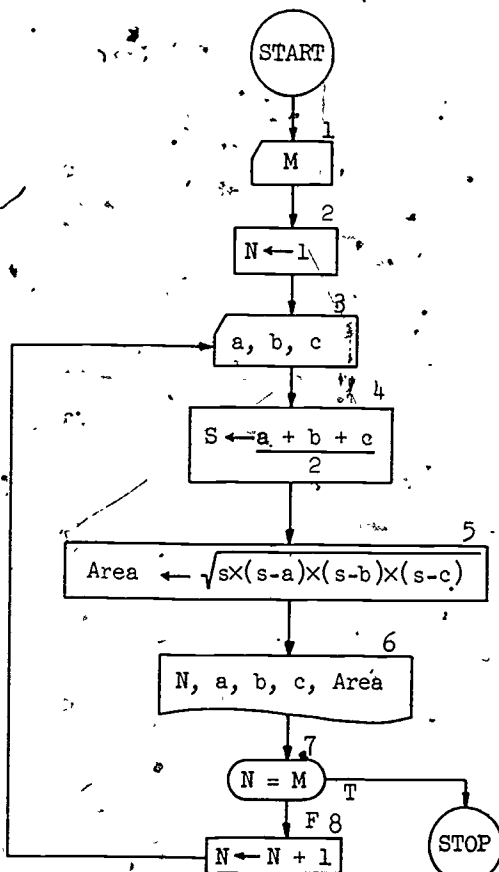 START
1
M
2
N ← 1
3
a, b, c
4
S ← a + b + c
2
5
Area ← √s×(s-a)×(s-b)×(s-c)
6
N, a, b, c, Area
7
N = M
T
F 8
N ← N + 1
STOP